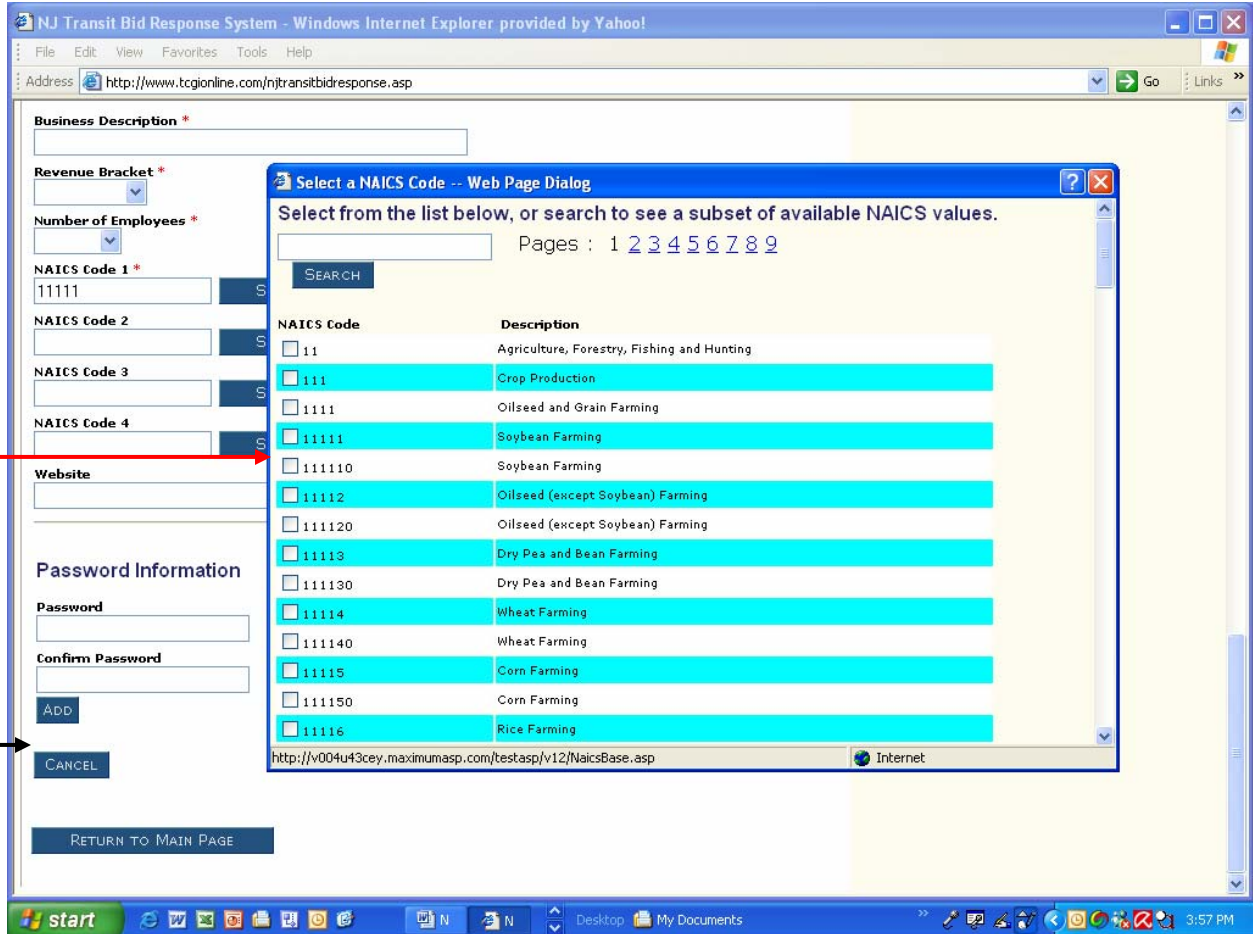 NJ Transit Bid Response System - Windows Internet Explorer provided by Yahoo!
File Edit View Favorites Tools Help
Address http://www.tcgionline.com/njtransitbidresponse.asp Go Links »
Business Description *
Revenue Bracket *
Number of Employees *
NAICS Code 1 *
11111 S
NAICS Code 2
S
NAICS Code 3
S
NAICS Code 4
S
Website
Password Information
Password
Confirm Password
ADD
CANCEL
RETURN TO MAIN PAGE
Select a NAICS Code -- Web Page Dialog
Select from the list below, or search to see a subset of available NAICS values.
Pages : 1 2 3 4 5 6 7 8 9
SEARCH
NAICS Code Description
11 Agriculture, Forestry, Fishing and Hunting
111 Crop Production
1111 Oilseed and Grain Farming
11111 Soybean Farming
111110 Soybean Farming
11112 Oilseed (except Soybean) Farming
111120 Oilseed (except Soybean) Farming
11113 Dry Pea and Bean Farming
111130 Dry Pea and Bean Farming
11114 Wheat Farming
111140 Wheat Farming
11115 Corn Farming
111150 Corn Farming
11116 Rice Farming
http://v004u43cey.maximumasp.com/testasp/v12/NaicsBase.asp Internet
start N N Desktop My Documents » 3:57 PM